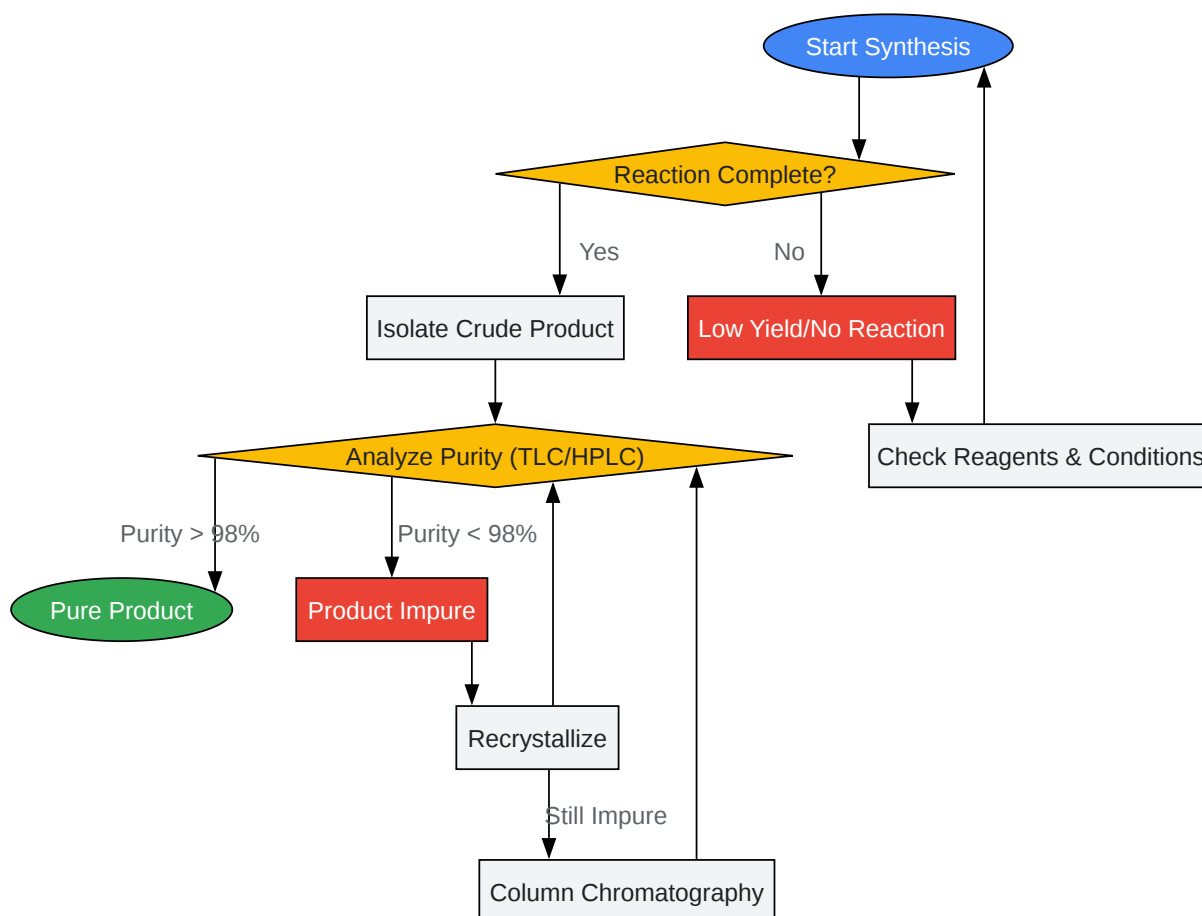 Start Synthesis
Reaction Complete?
Yes
No
Isolate Crude Product
Low Yield/No Reaction
Analyze Purity (TLC/HPLC)
Check Reagents & Conditions
Purity > 98%
Purity < 98%
Pure Product
Product Impure
Recrystallize
Still Impure
Column Chromatography